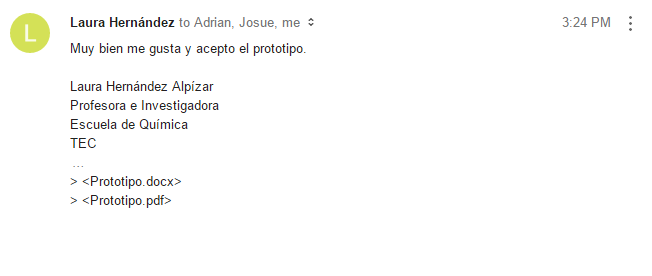 L
Laura Hernández to Adrian, Josue, me
3:24 PM
Muy bien me gusta y acepto el prototipo.
Laura Hernández Alpízar
Profesora e Investigadora
Escuela de Química
TEC
...
> <Prototipo.docx>
> <Prototipo.pdf>